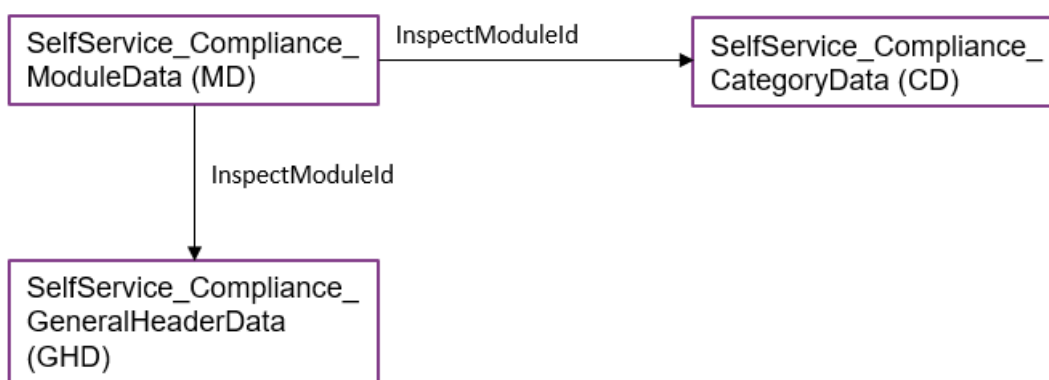 SelfService_Compliance_
ModuleData (MD)
InspectModuleId
SelfService_Compliance_
CategoryData (CD)
InspectModuleId
SelfService_Compliance_
GeneralHeaderData
(GHD)